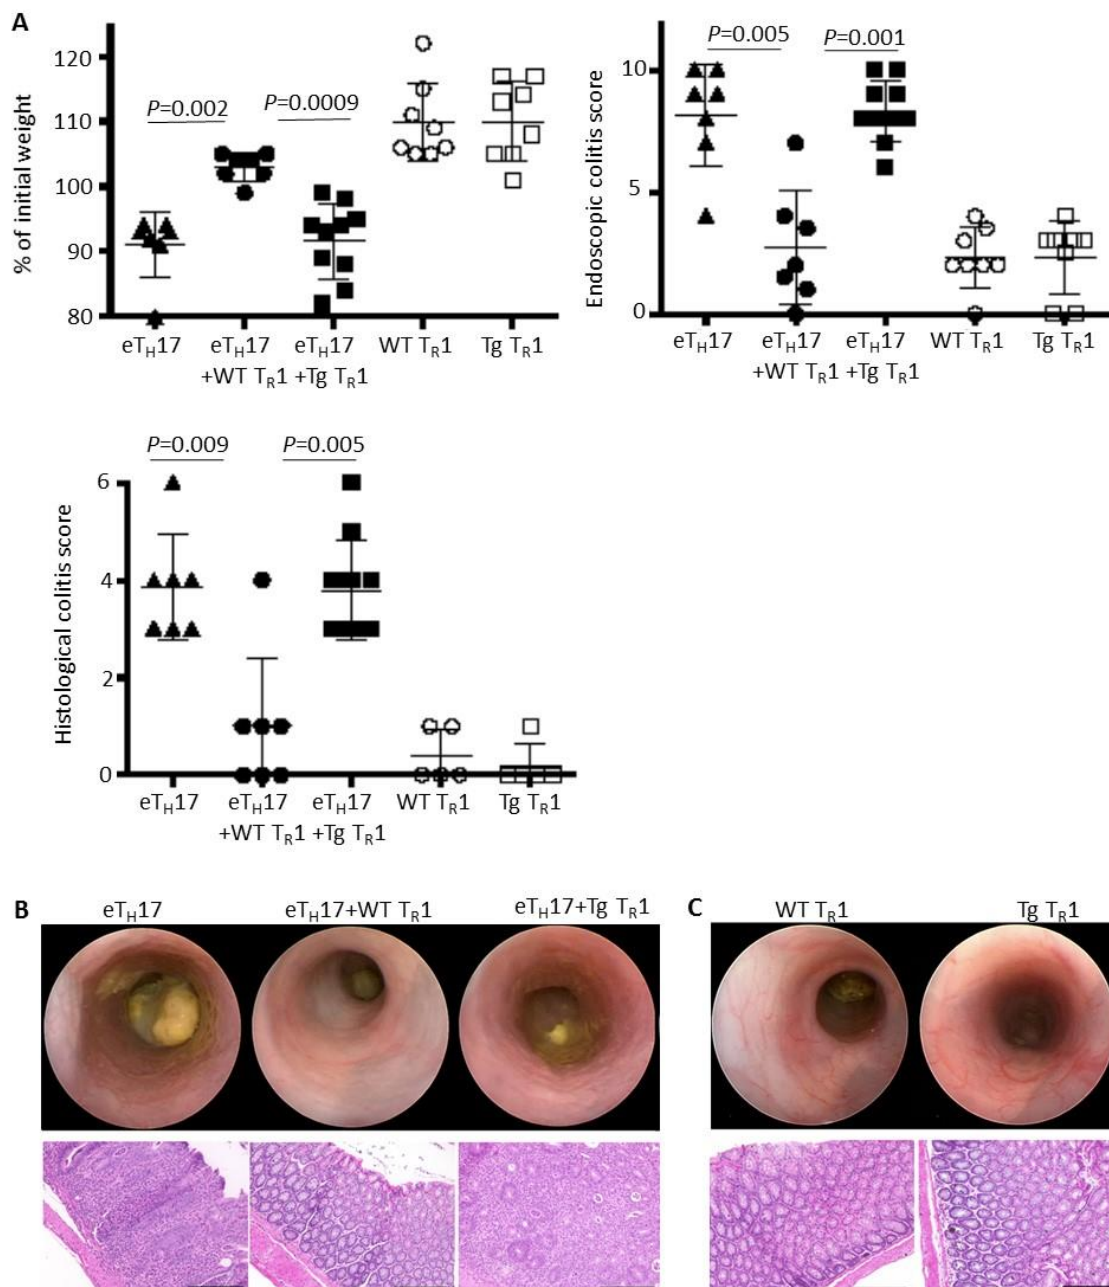 A
% of initial weight
120
110
100
90
80
P=0.002
P=0.0009
eTH17
eTH17
+WT TR1
eTH17
+Tg TR1
WT TR1
Tg TR1
Endoscopic colitis score
10
5
0
P=0.005
P=0.001
eTH17
eTH17
+WT TR1
eTH17
+Tg TR1
WT TR1
Tg TR1
Histological colitis score
6
4
2
0
P=0.009
P=0.005
eTH17
eTH17
+WT TR1
eTH17
+Tg TR1
WT TR1
Tg TR1
B
eTH17
eTH17+WT TR1
eTH17+Tg TR1
C
WT TR1
Tg TR1